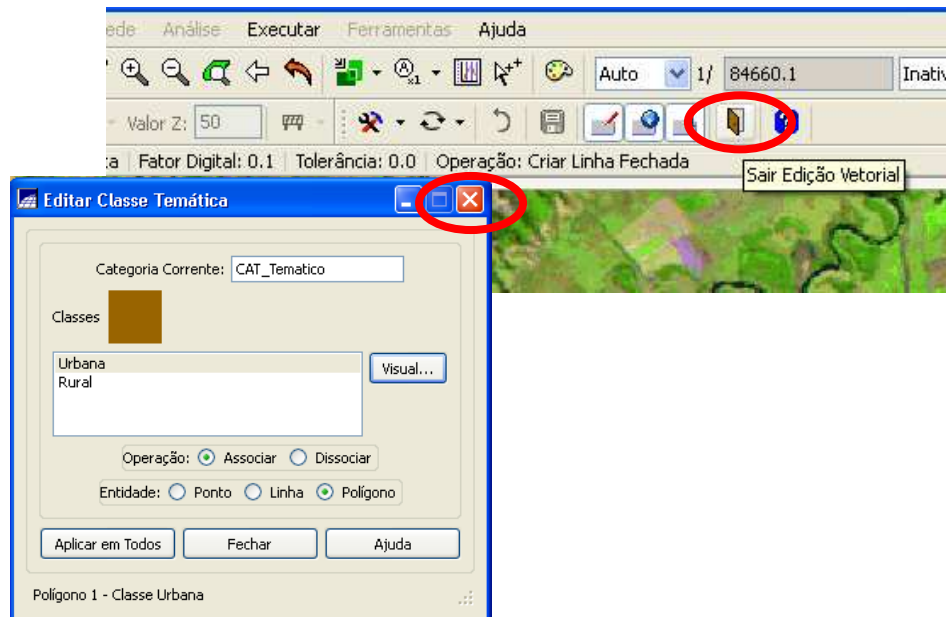 ede Análise Executar Ferramentas Ajuda
Auto 1/ 84660.1 Inativ
Valor Z: 50
ta Fator Digital: 0.1 Tolerância: 0.0 Operação: Criar Linha Fechada
Sair Edição Vetorial
Editar Classe Temática
Categoria Corrente: CAT_Tematico
Classes
Urbana
Rural
Visual...
Operação: Associar Dissociar
Entidade: Ponto Linha Polígono
Aplicar em Todos Fechar Ajuda
Polígono 1 - Classe Urbana